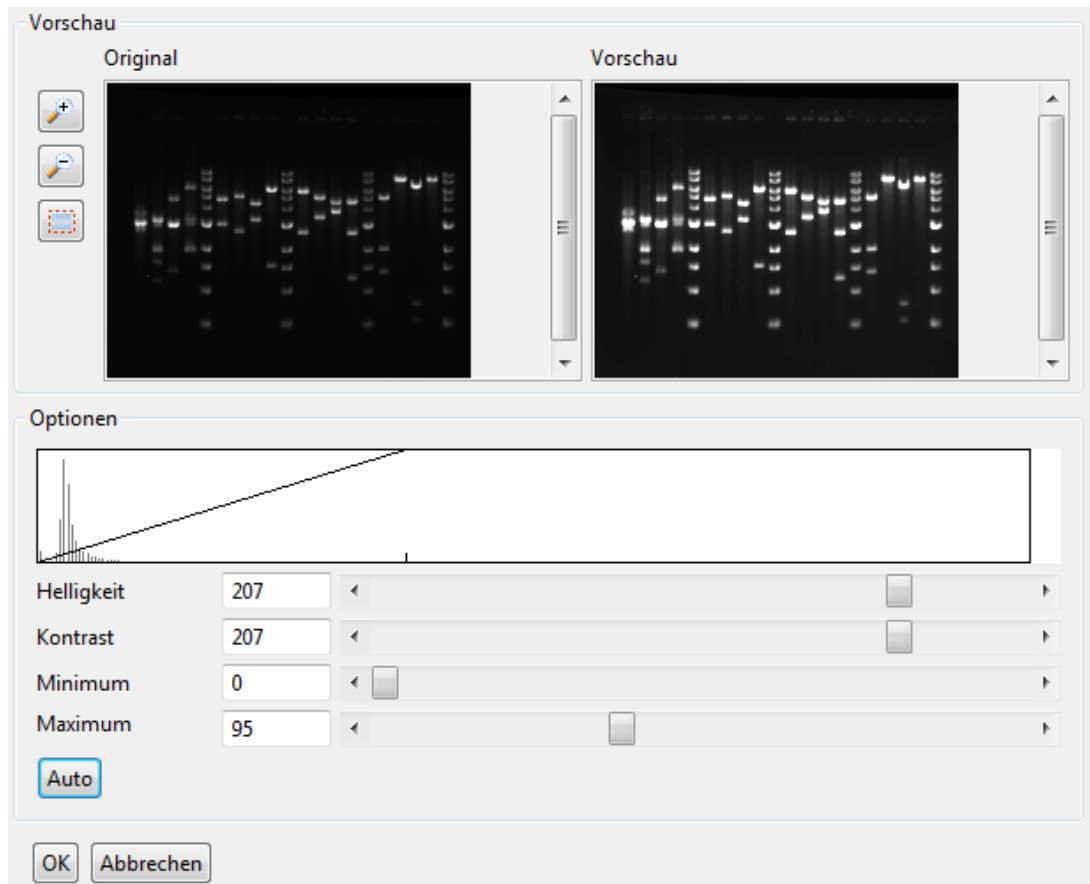 Vorschau
Original
Vorschau
Optionen
Helligkeit 207
Kontrast 207
Minimum 0
Maximum 95
Auto
OK Abbrechen